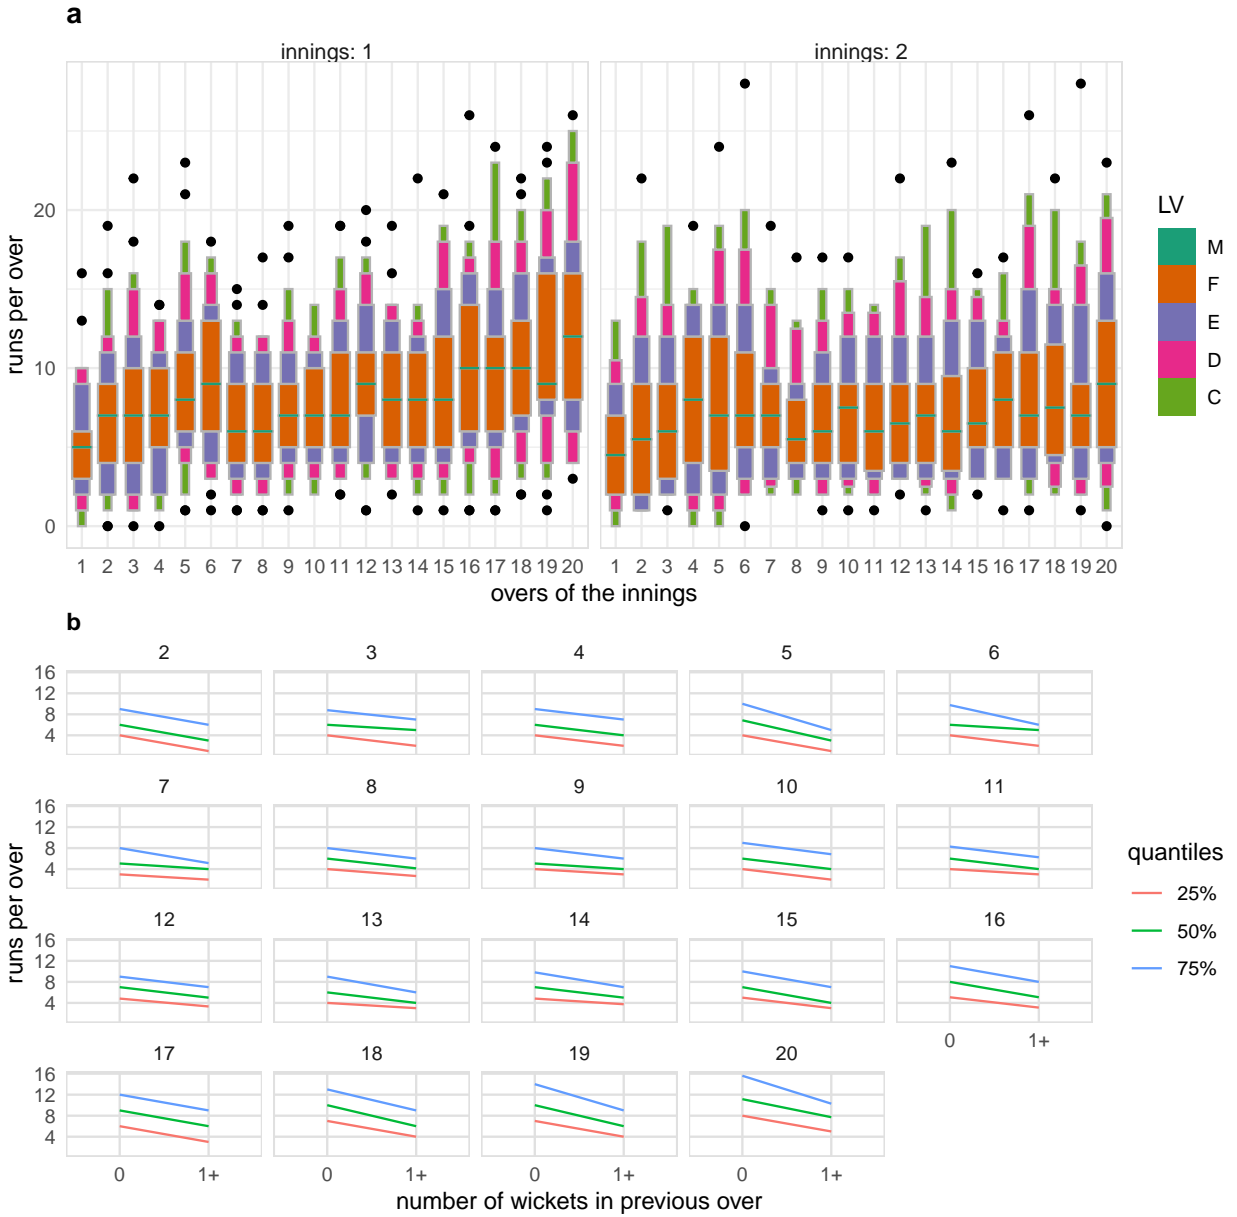 a
innings: 1 innings: 2
runs per over
20
10
0
1 2 3 4 5 6 7 8 9 10 11 12 13 14 15 16 17 18 19 20 1 2 3 4 5 6 7 8 9 10 11 12 13 14 15 16 17 18 19 20
overs of the innings
LV
M
F
E
D
C
b
2 3 4 5 6
16
12
8
4
7 8 9 10 11
16
12
8
4
12 13 14 15 16
16
12
8
4
0 1+
17 18 19 20
16
12
8
4
0 1+ 0 1+ 0 1+ 0 1+
runs per over
number of wickets in previous over
quantiles
25%
50%
75%